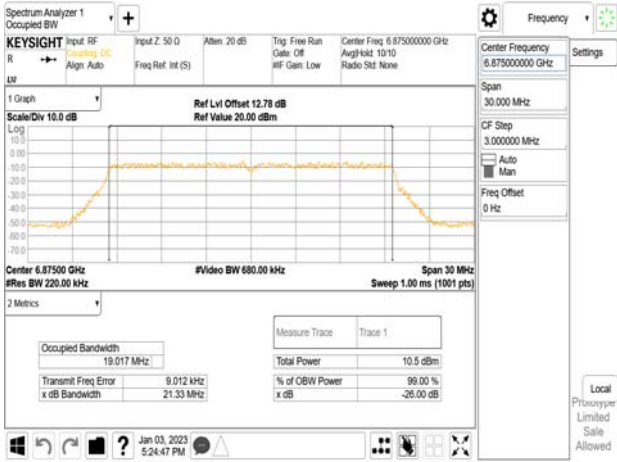 Spectrum Analyzer 1
Occupied BW
Frequency
KEYSIGHT
Input: RF
Coupling: DC
Align: Auto
Input Z: 50 Ω
Freq Ref: Int (S)
Atten: 20 dB
Trig: Free Run
Gate: Off
#IF Gain: Low
Center Freq: 6.875000000 GHz
Avg|Hold: 10/10
Radio Std: None
R
LXI
Center Frequency
6.875000000 GHz
Settings
Span
30.000 MHz
CF Step
3.000000 MHz
Auto
Man
Freq Offset
0 Hz
1 Graph
Scale/Div 10.0 dB
Ref Lvl Offset 12.78 dB
Ref Value 20.00 dBm
Log
10.0
0.00
-10.0
-20.0
-30.0
-40.0
-50.0
-60.0
-70.0
Center 6.87500 GHz
#Res BW 220.00 kHz
#Video BW 680.00 kHz
Span 30 MHz
Sweep 1.00 ms (1001 pts)
2 Metrics
Measure Trace
Trace 1
Occupied Bandwidth
19.017 MHz
Total Power
10.5 dBm
Transmit Freq Error
9.012 kHz
% of OBW Power
99.00 %
x dB Bandwidth
21.33 MHz
x dB
-26.00 dB
Local
Prototype
Limited
Sale
Allowed
Jan 03, 2023
5:24:47 PM